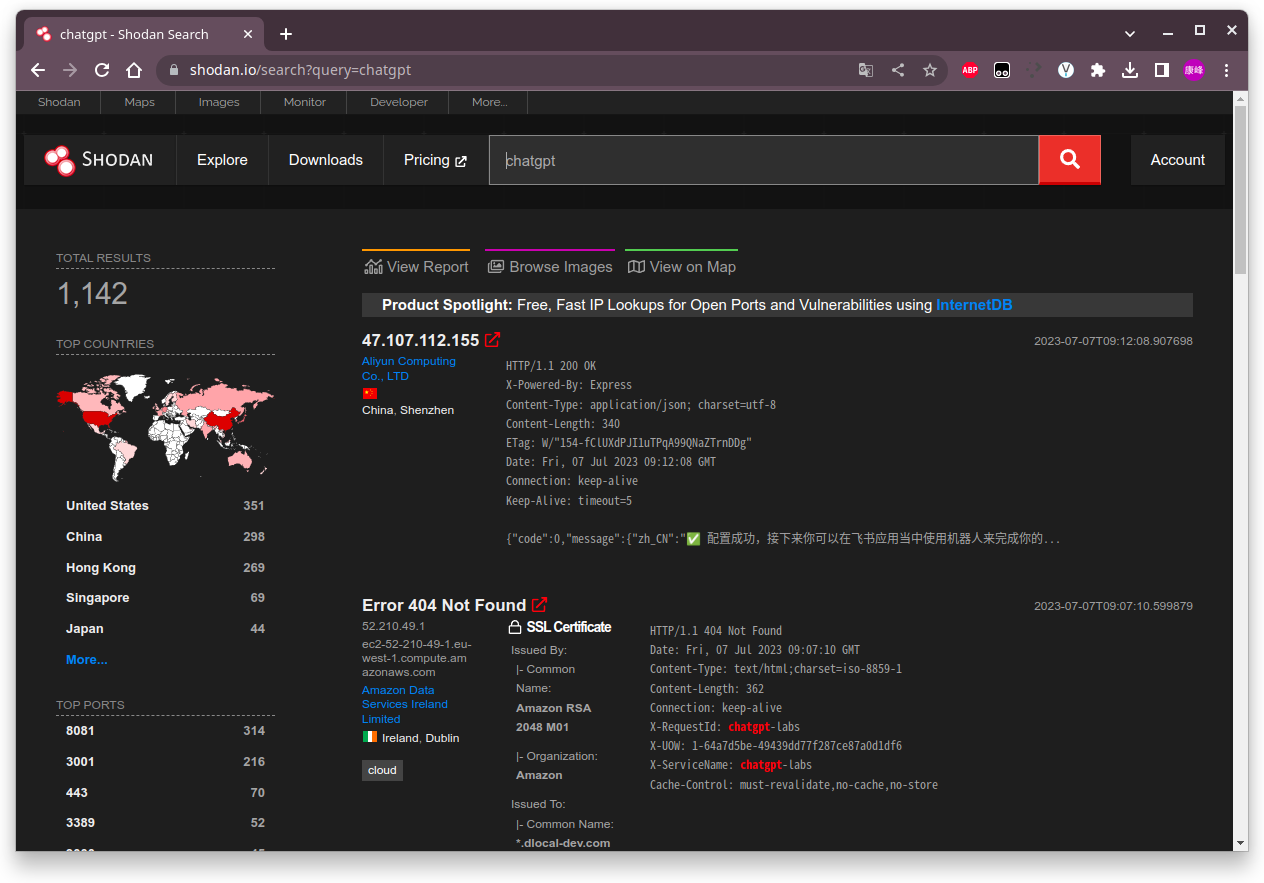 chatgpt - Shodan Search
shodan.io/search?query=chatgpt
ABP
康峰
Shodan Maps Images Monitor Developer More...
SHODAN Explore Downloads Pricing chatgpt Account
TOTAL RESULTS
1,142
TOP COUNTRIES
United States 351
China 298
Hong Kong 269
Singapore 69
Japan 44
More...
TOP PORTS
8081 314
3001 216
443 70
3389 52
View Report Browse Images View on Map
Product Spotlight: Free, Fast IP Lookups for Open Ports and Vulnerabilities using InternetDB
47.107.112.155
2023-07-07T09:12:08.907698
Aliyun Computing
Co., LTD
China, Shenzhen
HTTP/1.1 200 OK
X-Powered-By: Express
Content-Type: application/json; charset=utf-8
Content-Length: 340
ETag: W/"154-fClUXdPJI1uTPqA99QNaZTrnDDg"
Date: Fri, 07 Jul 2023 09:12:08 GMT
Connection: keep-alive
Keep-Alive: timeout=5
{"code":0,"message":{"zh_CN":"✅ 配置成功，接下来你可以在飞书应用当中使用机器人来完成你的...
Error 404 Not Found
2023-07-07T09:07:10.599879
52.210.49.1
ec2-52-210-49-1.eu-
west-1.compute.am
azonaws.com
Amazon Data
Services Ireland
Limited
Ireland, Dublin
cloud
SSL Certificate
Issued By:
|- Common
Name:
Amazon RSA
2048 M01
|- Organization:
Amazon
Issued To:
|- Common Name:
*.dlocal-dev.com
HTTP/1.1 404 Not Found
Date: Fri, 07 Jul 2023 09:07:10 GMT
Content-Type: text/html;charset=iso-8859-1
Content-Length: 362
Connection: keep-alive
X-RequestId: chatgpt-labs
X-UOW: 1-64a7d5be-49439dd77f287ce87a0d1df6
X-ServiceName: chatgpt-labs
Cache-Control: must-revalidate,no-cache,no-store